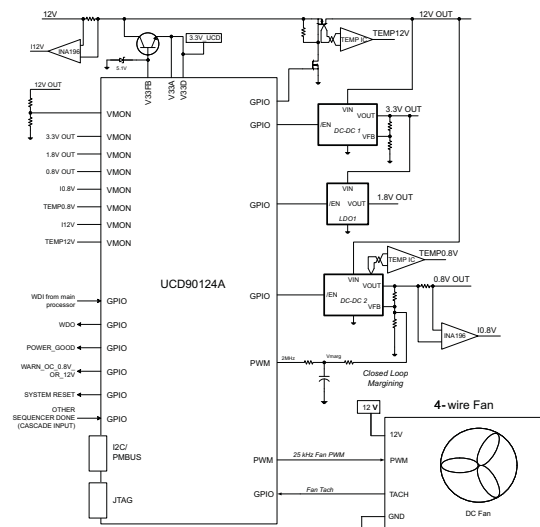 12V
12V OUT
3.3V_UCD
TEMP IC
TEMP12V
I12V
INA196
5.1V
12V OUT
V33FB
V33A
V33D
GPIO
VIN
3.3V OUT
VOUT
/EN
DC-DC 1
VFB
VMON
GPIO
3.3V OUT
VMON
1.8V OUT
VMON
0.8V OUT
VMON
I0.8V
VMON
TEMP0.8V
VMON
I12V
VMON
TEMP12V
VMON
VIN
GPIO
/EN
VOUT
1.8V OUT
LDO1
TEMP IC
TEMP0.8V
UCD90124A
VIN
0.8V OUT
VOUT
GPIO
/EN
DC-DC 2
VFB
INA196
I0.8V
WDI from main
processor
GPIO
WDO
GPIO
POWER_GOOD
GPIO
WARN_OC_0.8V_
OR_12V
GPIO
SYSTEM RESET
GPIO
OTHER
SEQUENCER DONE
(CASCADE INPUT)
GPIO
PWM
2MHz
Vmarg
Closed Loop
Margining
I2C/
PMBUS
JTAG
12 V
4-wire Fan
12V
PWM
25 kHz Fan PWM
PWM
GPIO
Fan Tach
TACH
GND
DC Fan